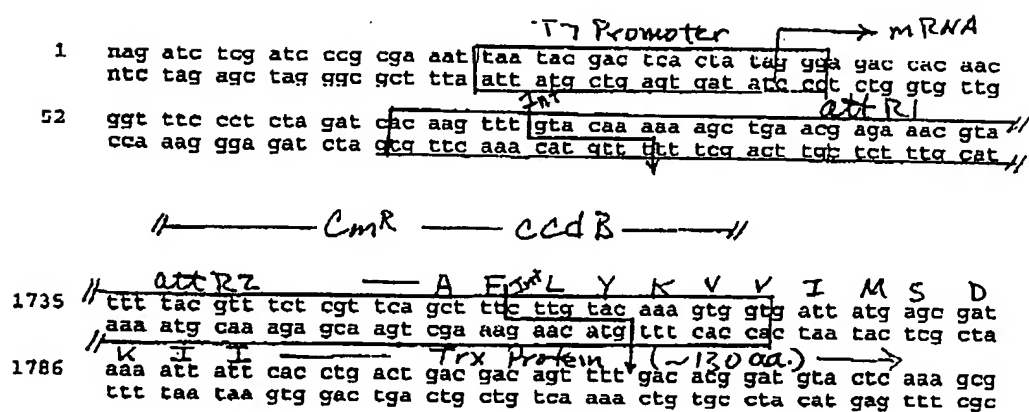 T7 Promoter mRNA
1 nag atc tcg atc ccg cga aat taa tac gac tca cta tag gga gac cac aac
ntc tag agc tag ggc gct tta att atg ctg agt gat atc cct ctg gtg ttg
Int attR1
52 ggt ttc cct cta gat cac aag ttt gta caa aaa agc tga acg aga aac gta
cca aag gga gat cta gtg ttc aaa cat gtt ttt tcg act tgc tct ttg cat
CmR ccdB
attR2 A F Int L Y K V V I M S D
1735 ttt tac gtt tct cgt tca gct ttc ttg tac aaa gtg gtg att atg agc gat
aaa atg caa aga gca agt cga aag aac atg ttt cac cac taa tac tcg cta
K I I Trx Protein (~130 aa.)
1786 aaa att att cac ctg act gac gac agt ttt gac acg gat gta ctc aaa gcg
ttt taa taa gtg gac tga ctg ctg tca aaa ctg tgc cta cat gag ttt cgc